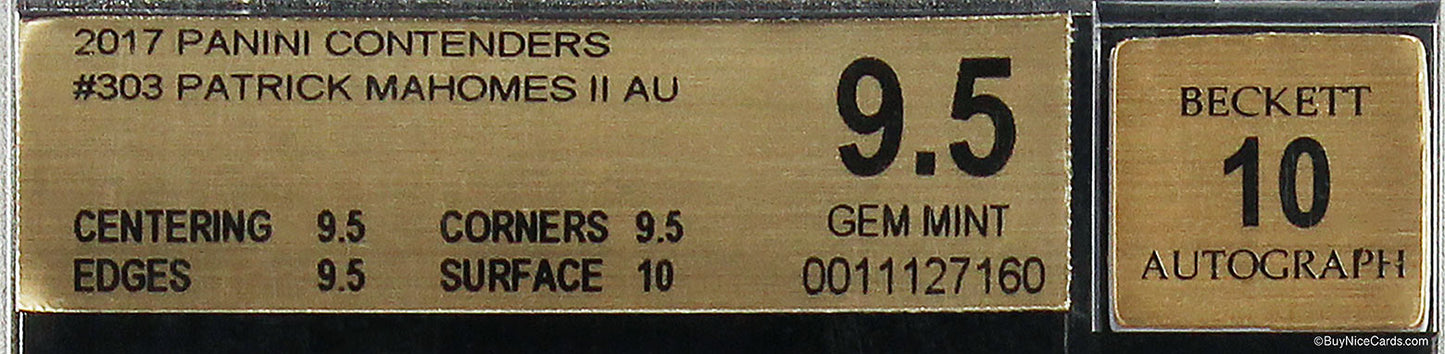 2017 PANINI CONTENDERS
#303 PATRICK MAHOMES II AU
9.5
GEM MINT
CENTERING 9.5 CORNERS 9.5
EDGES 9.5 SURFACE 10
0011127160
BECKETT
10
AUTOGRAPH
©BuyNiceCards.com